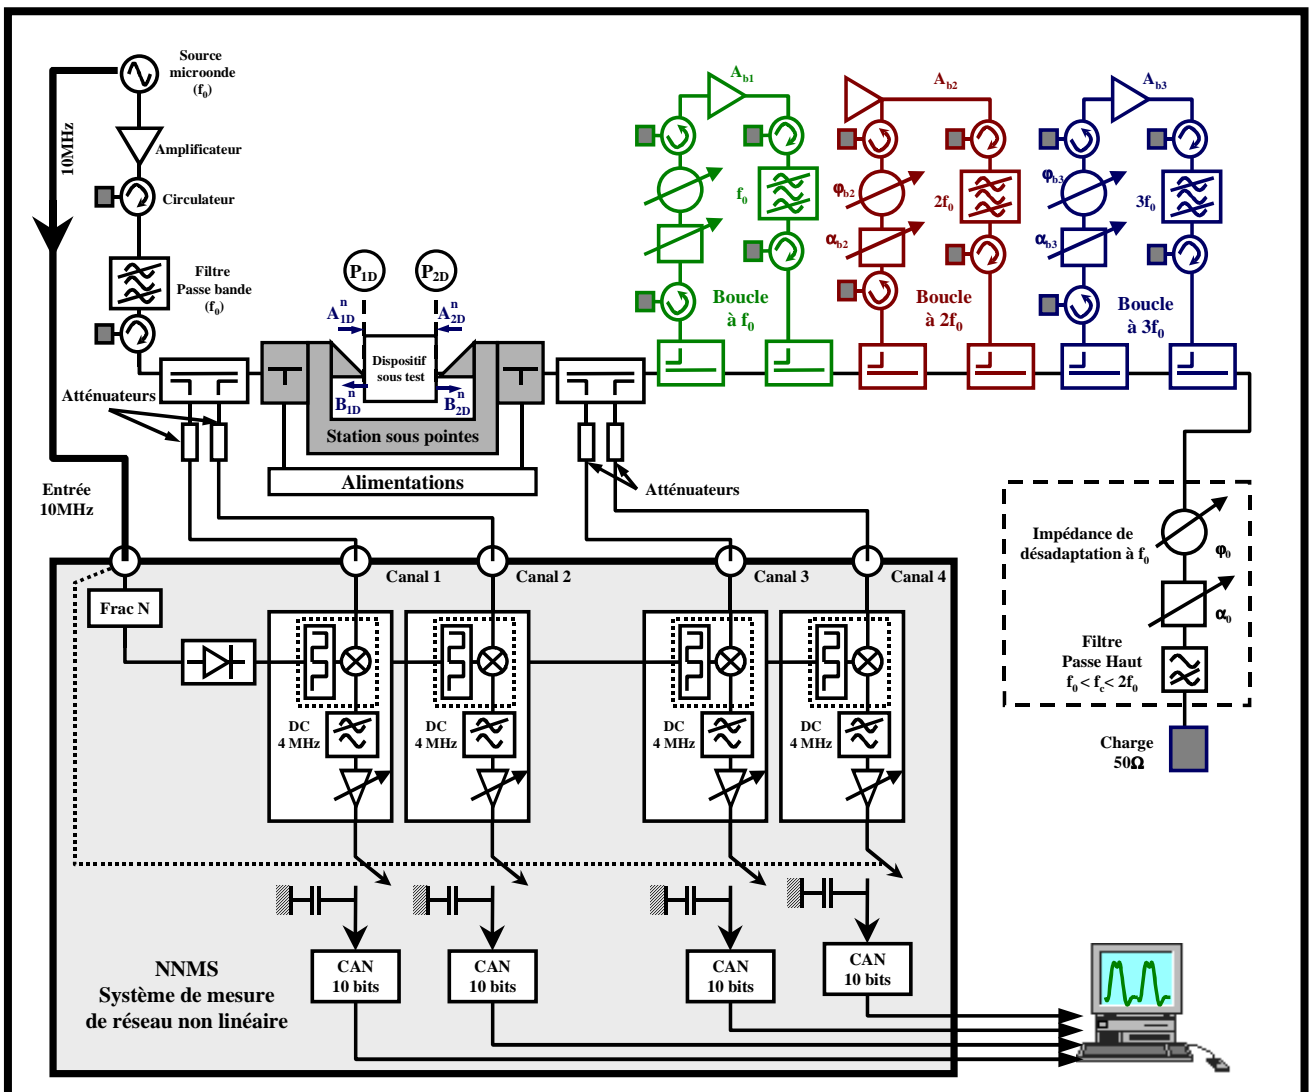 Source
microonde
(f0)
10MHz
Amplificateur
Circulateur
Filtre
Passe bande
(f0)
P1D
P2D
A1D n
A2D n
Dispositif
sous test
B1D n
B2D n
Station sous pointes
Alimentations
Atténuateurs
Atténuateurs
Entrée
10MHz
Ab1
f0
Boucle
à f0
Ab2
φb2
2f0
αb2
Boucle
à 2f0
Ab3
φb3
3f0
αb3
Boucle
à 3f0
Impédance de
désadaptation à f0
φ0
α0
Filtre
Passe Haut
f0 < fc < 2f0
Charge
50Ω
Canal 1
Canal 2
Canal 3
Canal 4
Frac N
DC
4 MHz
DC
4 MHz
DC
4 MHz
DC
4 MHz
CAN
10 bits
CAN
10 bits
CAN
10 bits
CAN
10 bits
NNMS
Système de mesure
de réseau non linéaire